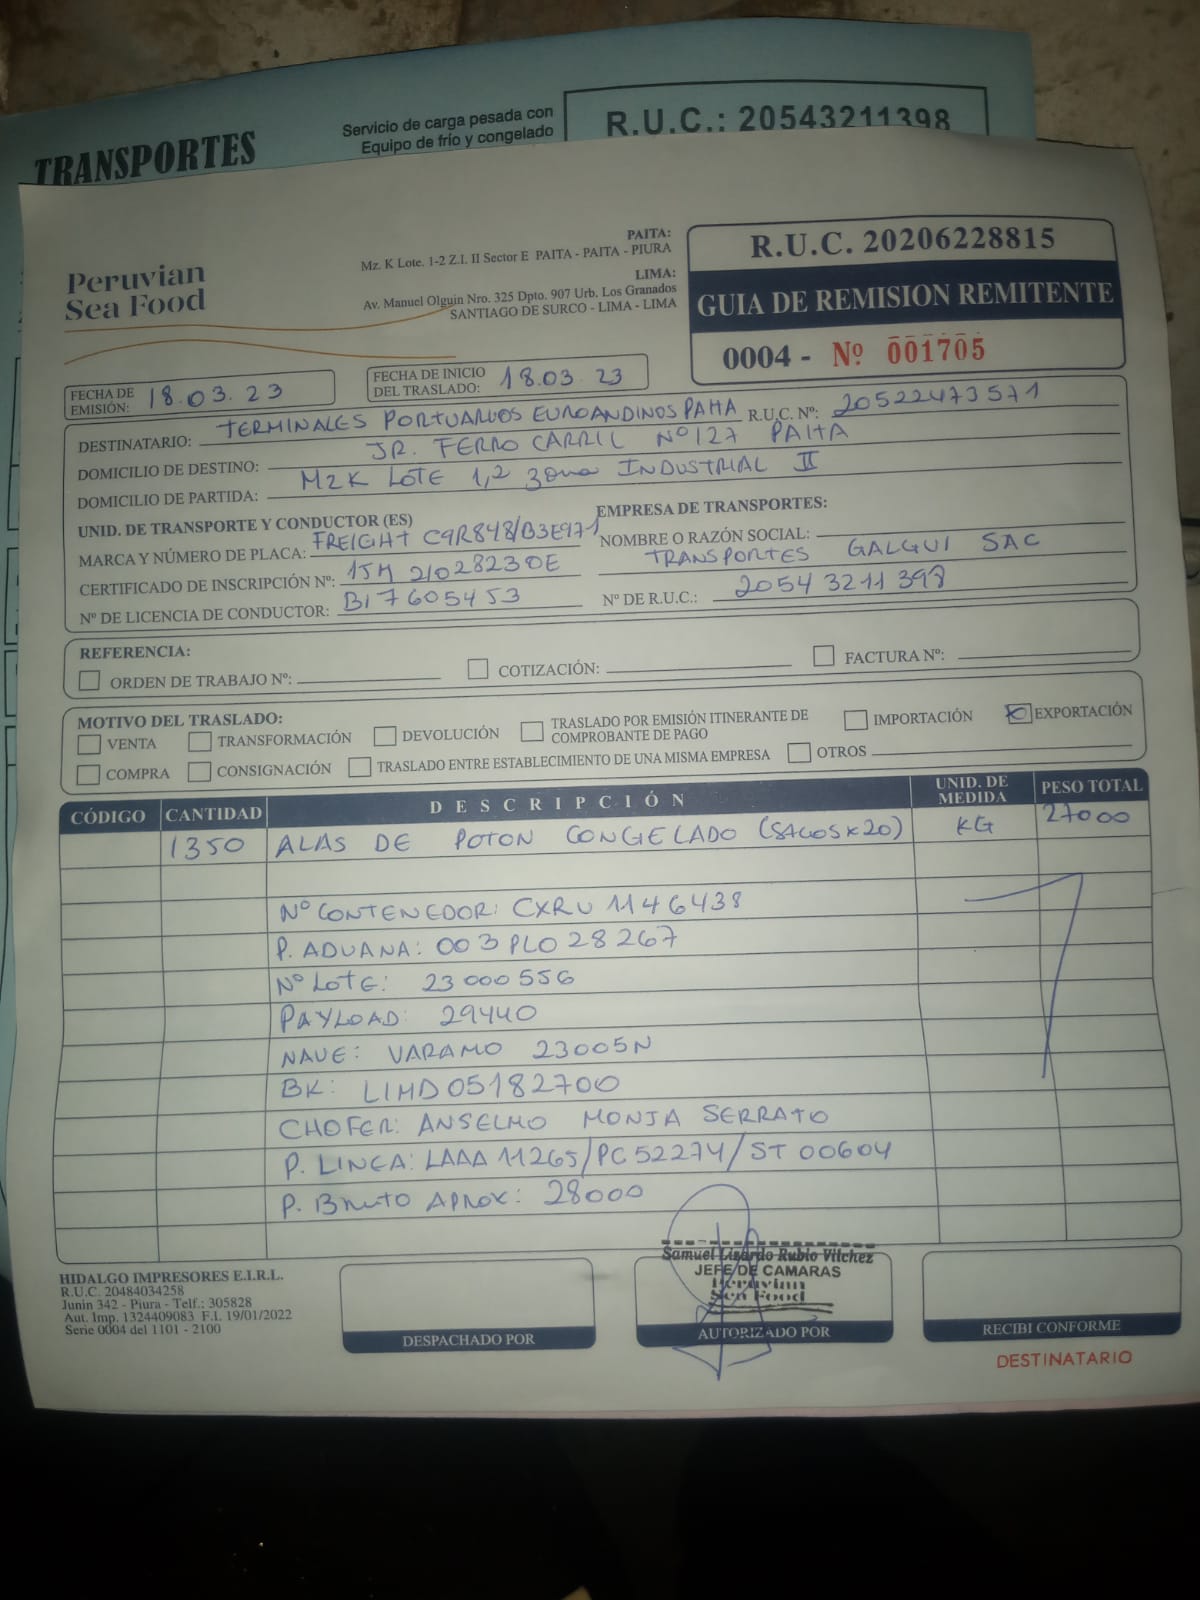 TRANSPORTES
Servicio de carga pesada con
Equipo de frío y congelado
R.U.C.: 20543211398
Peruvian
Sea Food
PAITA:
Mz. K Lote. 1-2 Z.I. II Sector E PAITA - PAITA - PIURA
LIMA:
Av. Manuel Olguin Nro. 325 Dpto. 907 Urb. Los Granados
SANTIAGO DE SURCO - LIMA - LIMA
R.U.C. 20206228815
GUIA DE REMISION REMITENTE
0004 - Nº 001705
FECHA DE EMISIÓN: 18.03.23
FECHA DE INICIO DEL TRASLADO: 18.03.23
DESTINATARIO: TERMINALES PORTUARIOS EUROANDINOS PAITA R.U.C. Nº: 20522473571
DOMICILIO DE DESTINO: JR. FERRO CARRIL Nº127 PAITA
DOMICILIO DE PARTIDA: MZK LOTE 1,2 zona INDUSTRIAL II
UNID. DE TRANSPORTE Y CONDUCTOR (ES)
MARCA Y NÚMERO DE PLACA: FREIGHT C9R848/B3E971
CERTIFICADO DE INSCRIPCIÓN Nº: 15M 21028230E
Nº DE LICENCIA DE CONDUCTOR: B17605453
EMPRESA DE TRANSPORTES:
NOMBRE O RAZÓN SOCIAL:
TRANSPORTES GALGUI SAC
Nº DE R.U.C.: 20543211398
REFERENCIA:
ORDEN DE TRABAJO Nº: COTIZACIÓN: FACTURA Nº:
MOTIVO DEL TRASLADO:
VENTA TRANSFORMACIÓN DEVOLUCIÓN TRASLADO POR EMISIÓN ITINERANTE DE COMPROBANTE DE PAGO IMPORTACIÓN EXPORTACIÓN
COMPRA CONSIGNACIÓN TRASLADO ENTRE ESTABLECIMIENTO DE UNA MISMA EMPRESA OTROS
CÓDIGO CANTIDAD DESCRIPCIÓN UNID. DE MEDIDA PESO TOTAL
1350 ALAS DE POTON CONGELADO (SACOS X 20) KG 27000
Nº CONTENEDOR: CXRU 1146438
P. ADUANA: 003 PLO 28267
Nº LOTE: 23000556
PAYLOAD: 29440
NAVE: VARAMO 23005N
BK: LIMD05182700
CHOFER: ANSELMO MONJA SERRATO
P. LINEA: LAAA 11265/PC52274/ST 00604
P. Bruto APROX: 28000
HIDALGO IMPRESORES E.I.R.L.
R.U.C. 20484034258
Junin 342 - Piura - Telf.: 305828
Aut. Imp. 1324409083 F.I. 19/01/2022
Serie 0004 del 1101 - 2100
Samuel Lisardo Rubio Vilchez
JEFE DE CAMARAS
Peruvian
Sea Food
DESPACHADO POR
AUTORIZADO POR
RECIBI CONFORME
DESTINATARIO